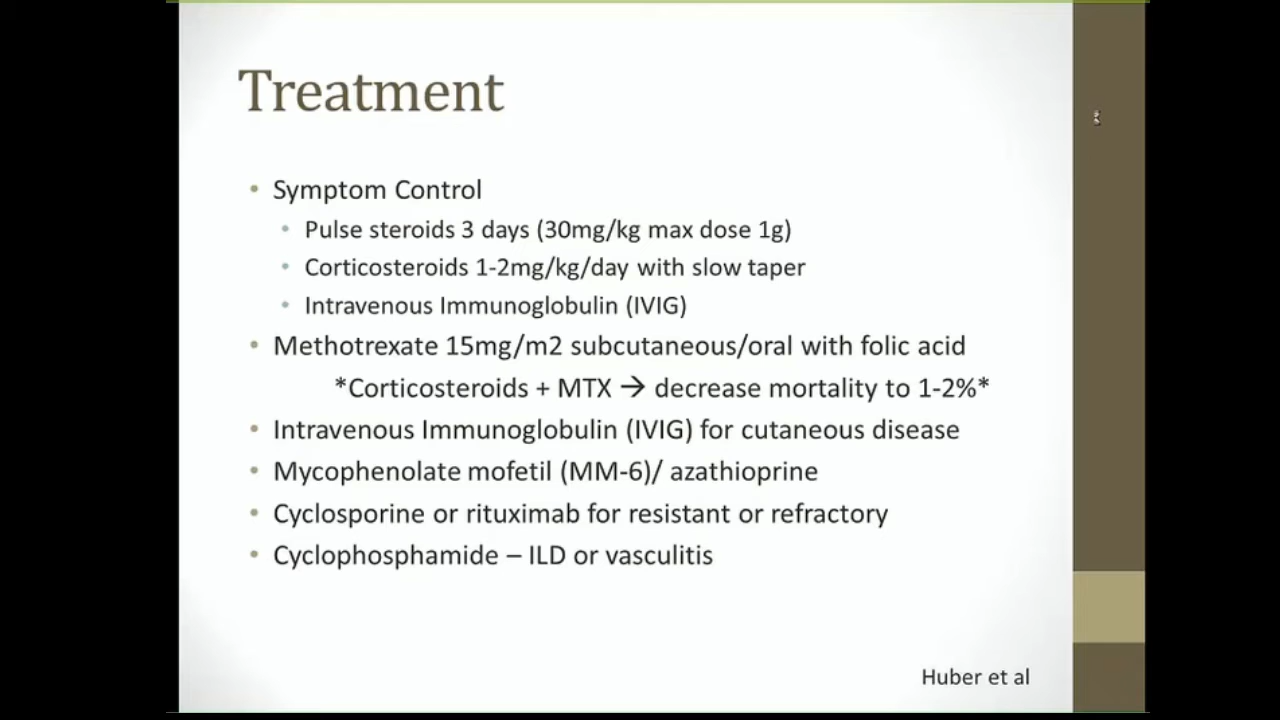 Treatment
• Symptom Control
• Pulse steroids 3 days (30mg/kg max dose 1g)
• Corticosteroids 1-2mg/kg/day with slow taper
• Intravenous Immunoglobulin (IVIG)
• Methotrexate 15mg/m2 subcutaneous/oral with folic acid
*Corticosteroids + MTX → decrease mortality to 1-2%*
• Intravenous Immunoglobulin (IVIG) for cutaneous disease
• Mycophenolate mofetil (MM-6)/ azathioprine
• Cyclosporine or rituximab for resistant or refractory
• Cyclophosphamide – ILD or vasculitis
Huber et al